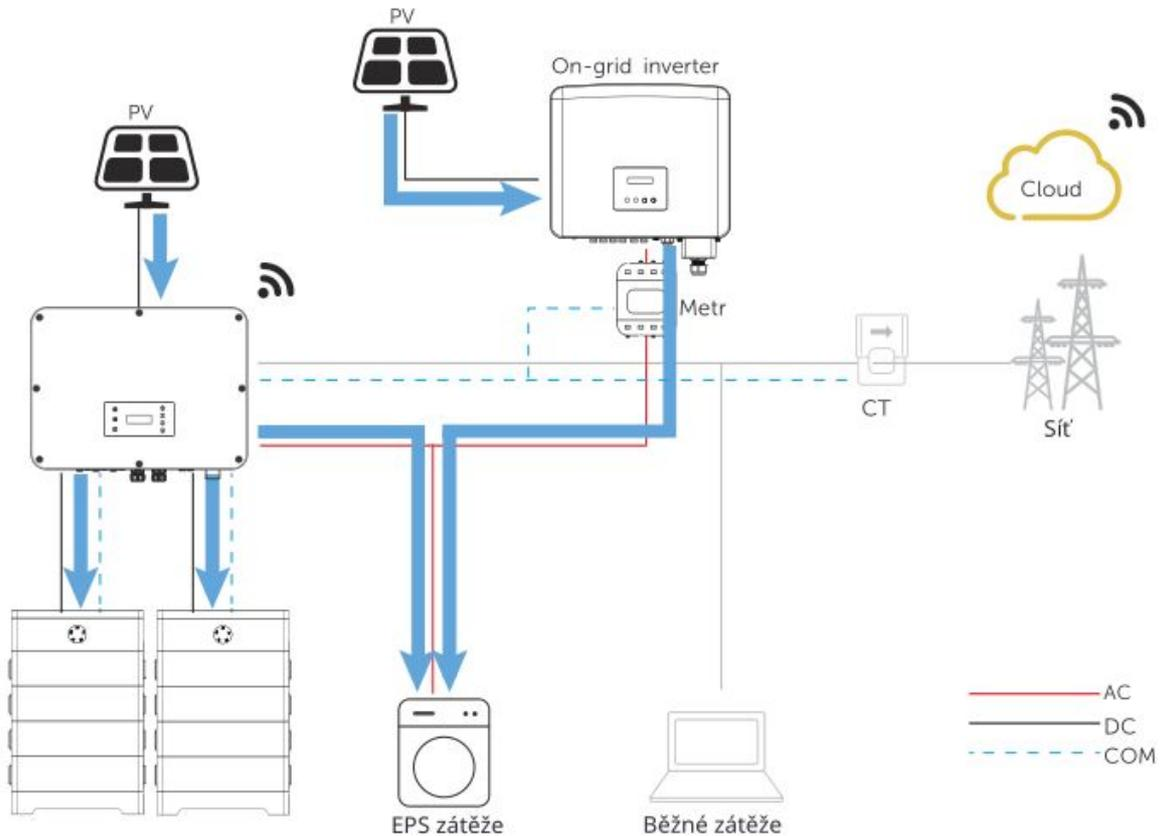 PV
On-grid inverter
PV
Cloud
Metr
CT
Síť
AC
DC
COM
EPS zátěže
Běžné zátěže